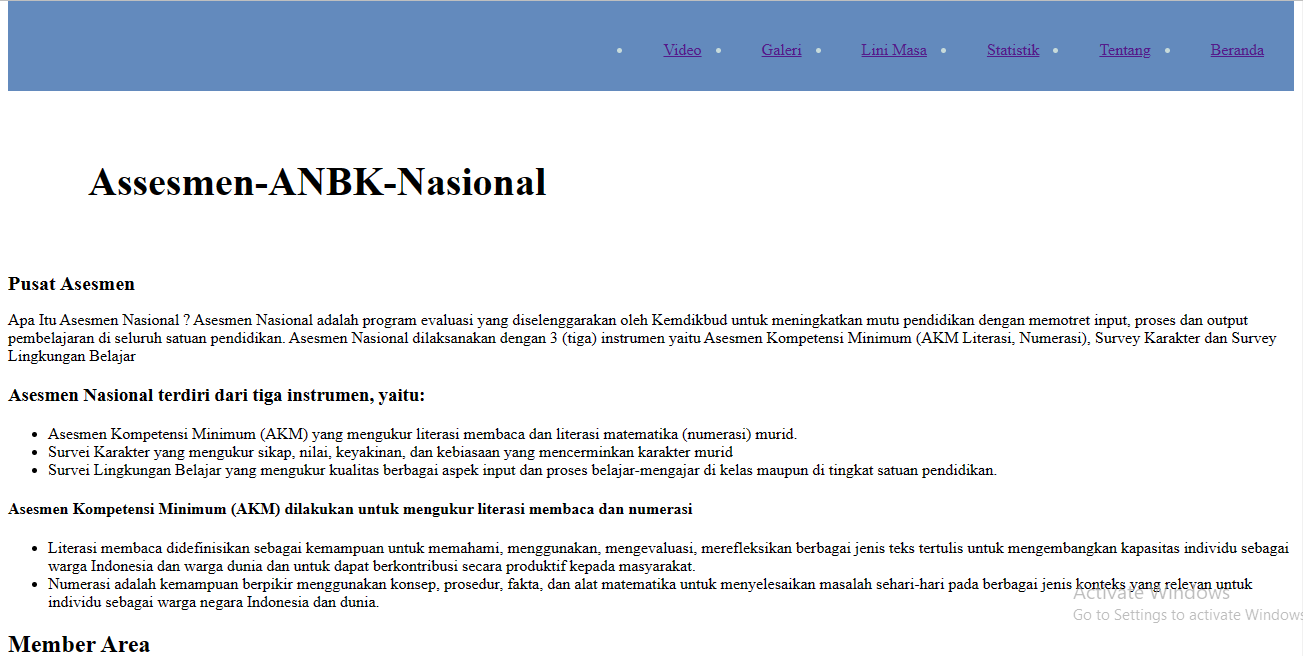 Video Galeri Lini Masa Statistik Tentang Beranda
Assesmen-ANBK-Nasional
Pusat Asesmen
Apa Itu Asesmen Nasional ? Asesmen Nasional adalah program evaluasi yang diselenggarakan oleh Kemdikbud untuk meningkatkan mutu pendidikan dengan memotret input, proses dan output
pembelajaran di seluruh satuan pendidikan. Asesmen Nasional dilaksanakan dengan 3 (tiga) instrumen yaitu Asesmen Kompetensi Minimum (AKM Literasi, Numerasi), Survey Karakter dan Survey
Lingkungan Belajar
Asesmen Nasional terdiri dari tiga instrumen, yaitu:
• Asesmen Kompetensi Minimum (AKM) yang mengukur literasi membaca dan literasi matematika (numerasi) murid.
• Survei Karakter yang mengukur sikap, nilai, keyakinan, dan kebiasaan yang mencerminkan karakter murid
• Survei Lingkungan Belajar yang mengukur kualitas berbagai aspek input dan proses belajar-mengajar di kelas maupun di tingkat satuan pendidikan.
Asesmen Kompetensi Minimum (AKM) dilakukan untuk mengukur literasi membaca dan numerasi
• Literasi membaca didefinisikan sebagai kemampuan untuk memahami, menggunakan, mengevaluasi, merefleksikan berbagai jenis teks tertulis untuk mengembangkan kapasitas individu sebagai
warga Indonesia dan warga dunia dan untuk dapat berkontribusi secara produktif kepada masyarakat.
• Numerasi adalah kemampuan berpikir menggunakan konsep, prosedur, fakta, dan alat matematika untuk menyelesaikan masalah sehari-hari pada berbagai jenis konteks yang relevan untuk
individu sebagai warga negara Indonesia dan dunia.
Activate Windows
Go to Settings to activate Windows
Member Area